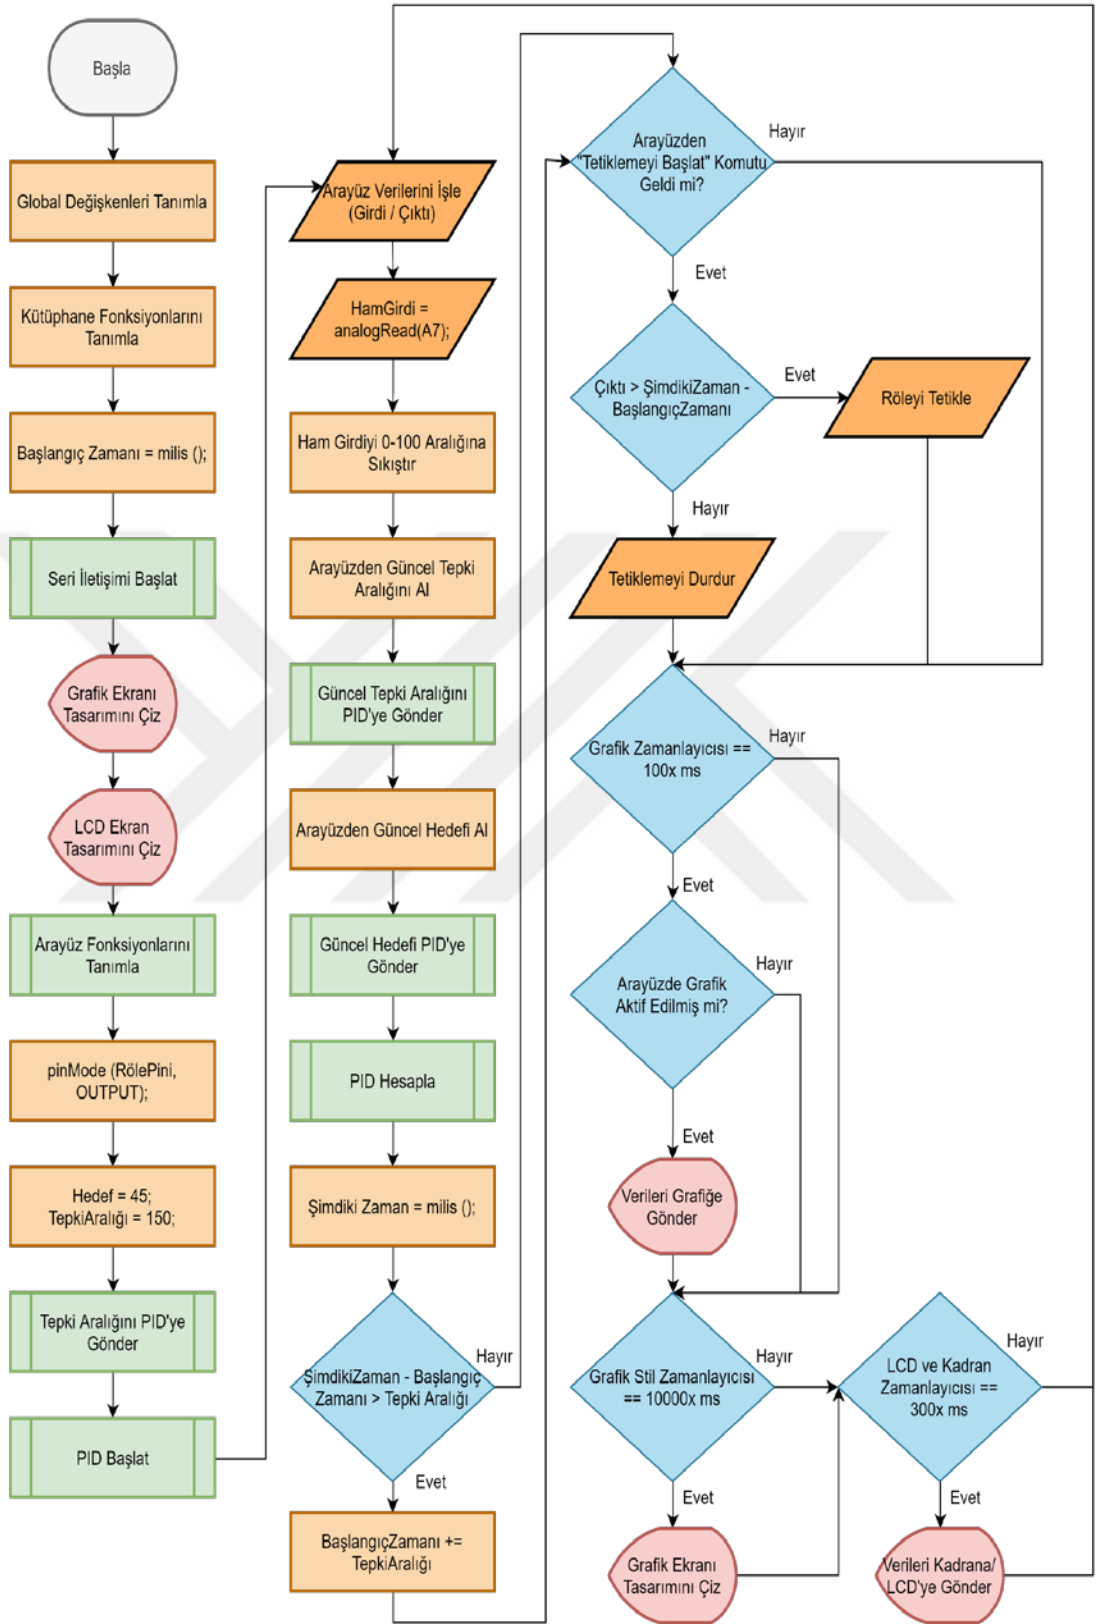 Başla
Global Değişkenleri Tanımla
Kütüphane Fonksiyonlarını
Tanımla
Başlangıç Zamanı = milis ();
Seri İletişimi Başlat
Grafik Ekranı
Tasarımını Çiz
LCD Ekran
Tasarımını Çiz
Arayüz Fonksiyonlarını
Tanımla
pinMode (RölePini,
OUTPUT);
Hedef = 45;
TepkiAralığı = 150;
Tepki Aralığını PID'ye
Gönder
PID Başlat
Arayüz Verilerini İşle
(Girdi / Çıktı)
HamGirdi =
analogRead(A7);
Ham Girdiyi 0-100 Aralığına
Sıkıştır
Arayüzden Güncel Tepki
Aralığını Al
Güncel Tepki Aralığını
PID'ye Gönder
Arayüzden Güncel Hedefi Al
Güncel Hedefi PID'ye
Gönder
PID Hesapla
Şimdiki Zaman = milis ();
ŞimdikiZaman - Başlangıç
Zamanı > Tepki Aralığı
Hayır
Evet
BaşlangıçZamanı +=
TepkiAralığı
Arayüzden
"Tetiklemeyi Başlat" Komutu
Geldi mi?
Hayır
Evet
Çıktı > ŞimdikiZaman -
BaşlangıçZamanı
Evet
Röleyi Tetikle
Hayır
Tetiklemeyi Durdur
Grafik Zamanlayıcısı ==
100x ms
Hayır
Evet
Arayüzde Grafik
Aktif Edilmiş mi?
Hayır
Evet
Verileri Grafiğe
Gönder
Grafik Stil Zamanlayıcısı
== 10000x ms
Hayır
Evet
Grafik Ekranı
Tasarımını Çiz
LCD ve Kadran
Zamanlayıcısı ==
300x ms
Hayır
Evet
Verileri Kadrana/
LCD'ye Gönder